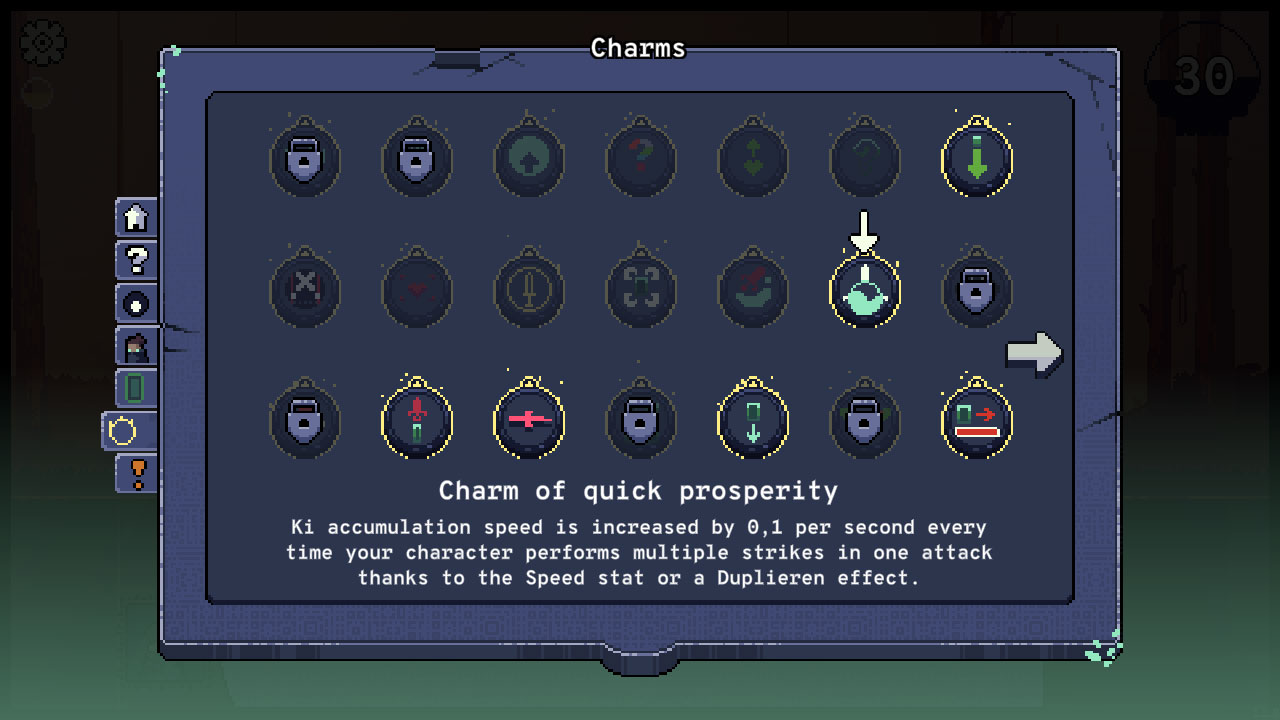 Charms
30
Charm of quick prosperity
Ki accumulation speed is increased by 0,1 per second every
time your character performs multiple strikes in one attack
thanks to the Speed stat or a Duplieren effect.